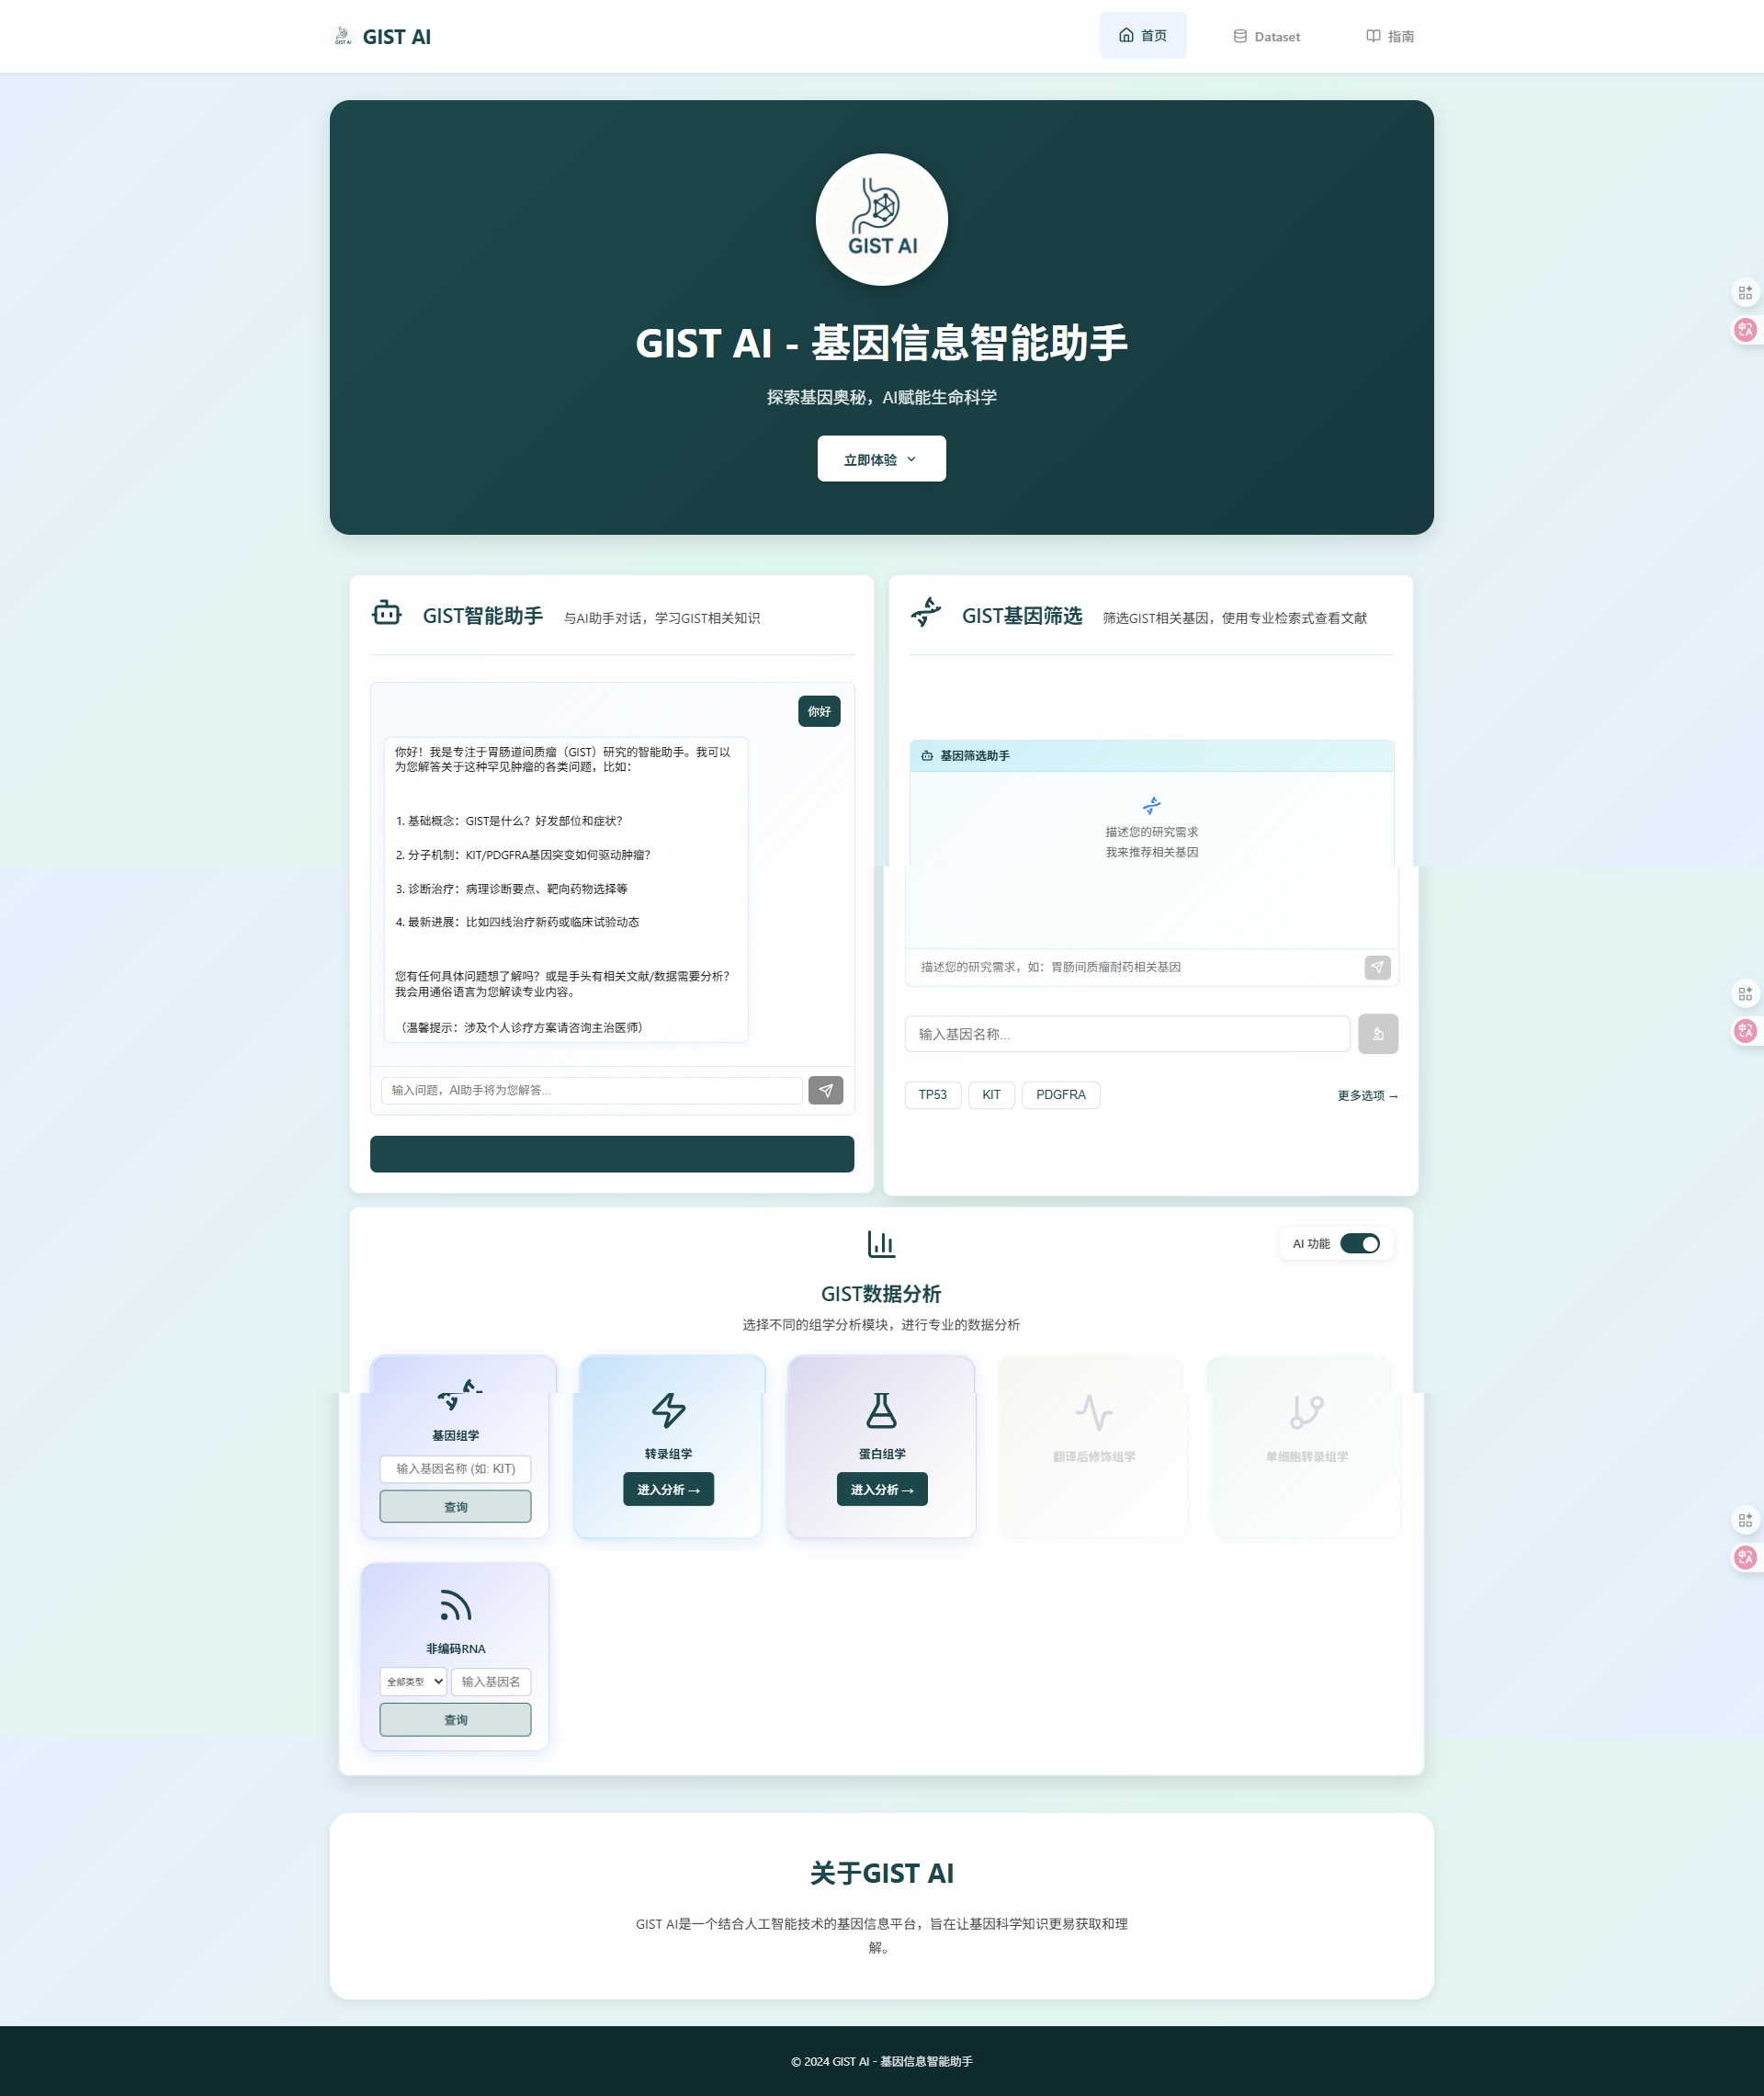 GIST AI
GIST AI
首页
Dataset
指南
GIST AI
GIST AI - 基因信息智能助手
探索基因奥秘，AI赋能生命科学
立即体验
GIST智能助手
与AI助手对话，学习GIST相关知识
你好
你好！我是专注于胃肠道间质瘤（GIST）研究的智能助手。我可以
为您解答关于这种罕见肿瘤的各类问题，比如：
1. 基础概念：GIST是什么？好发部位和症状？
2. 分子机制：KIT/PDGFRA基因突变如何驱动肿瘤？
3. 诊断治疗：病理诊断要点、靶向药物选择等
4. 最新进展：比如四线治疗新药或临床试验动态
您有任何具体问题想了解吗？或是手头有相关文献/数据需要分析？
我会用通俗语言为您解读专业内容。
（温馨提示：涉及个人诊疗方案请咨询主治医师）
输入问题，AI助手将为您解答...
GIST基因筛选
筛选GIST相关基因，使用专业检索式查看文献
基因筛选助手
描述您的研究需求
我来推荐相关基因
描述您的研究需求，如：胃肠间质瘤耐药相关基因
输入基因名称...
TP53
KIT
PDGFRA
更多选项 →
AI 功能
GIST数据分析
选择不同的组学分析模块，进行专业的数据分析
基因组学
输入基因名称 (如: KIT)
查询
转录组学
进入分析 →
蛋白组学
进入分析 →
翻译后修饰组学
单细胞转录组学
非编码RNA
全部类型
输入基因名
查询
关于GIST AI
GIST AI是一个结合人工智能技术的基因信息平台，旨在让基因科学知识更易获取和理
解。
© 2024 GIST AI - 基因信息智能助手